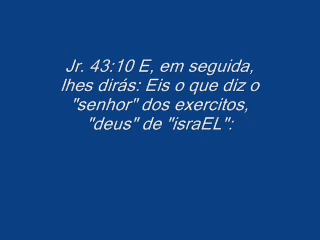 Jr. 43:10 E, em seguida,
lhes dirás: Eis o que diz o
"senhor" dos exercitos,
"deus" de "israEL":